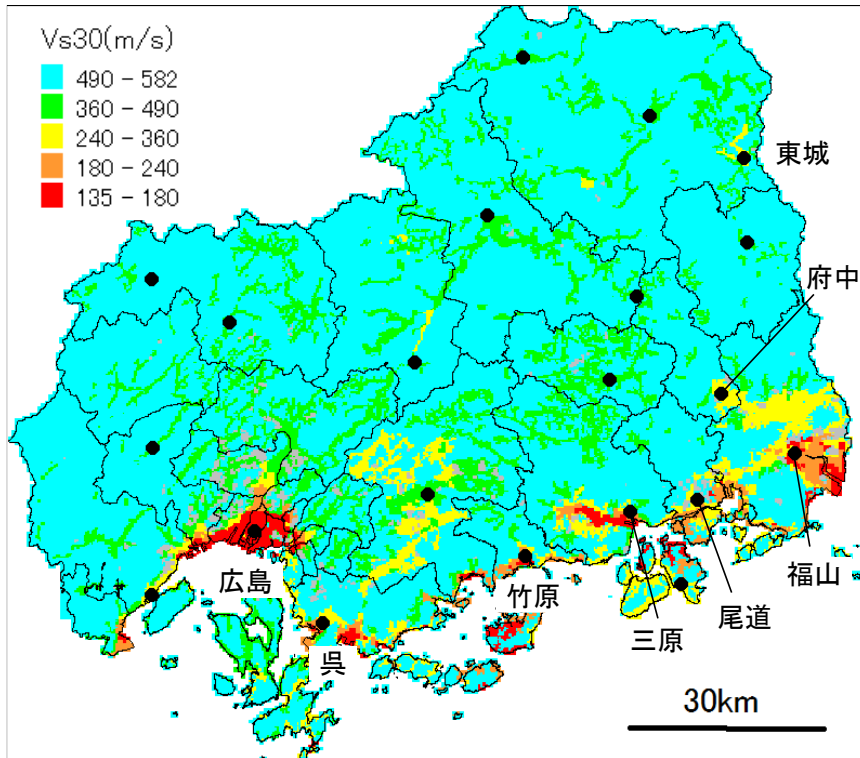 Vs30(m/s)
490 - 582
360 - 490
240 - 360
180 - 240
135 - 180
東城
府中
広島
竹原
福山
尾道
三原
呉
30km